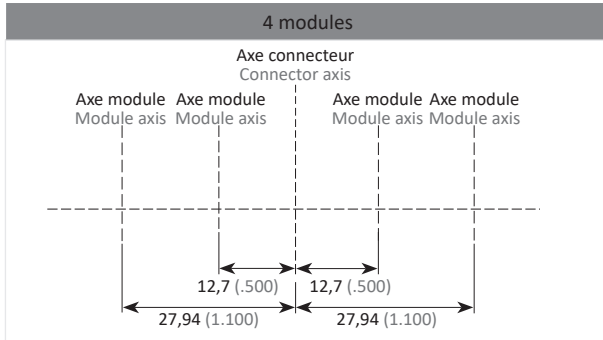 4 modules
Axe connecteur
Connector axis
Axe module Axe module Axe module Axe module
Module axis Module axis Module axis Module axis
12,7 (.500) 12,7 (.500)
27,94 (1.100) 27,94 (1.100)